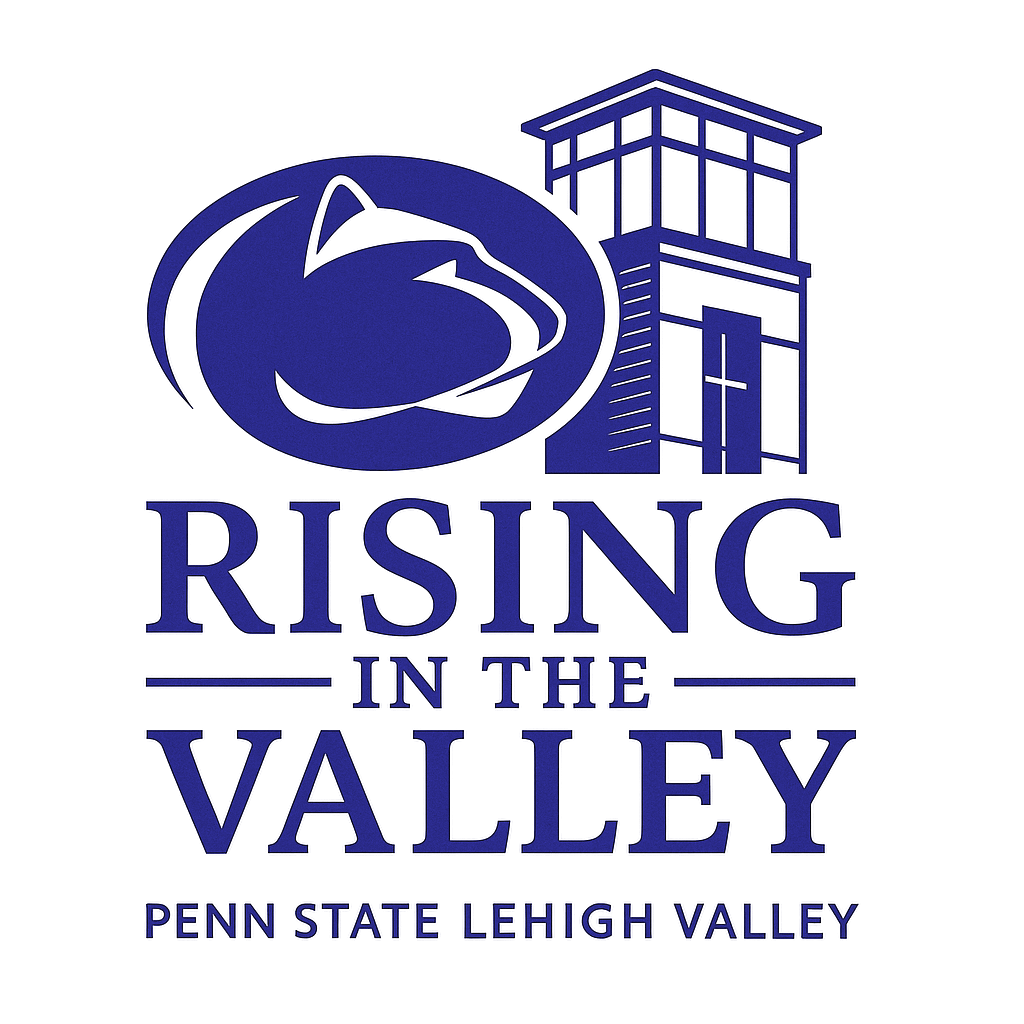 RISING
IN THE
VALLEY
PENN STATE LEHIGH VALLEY